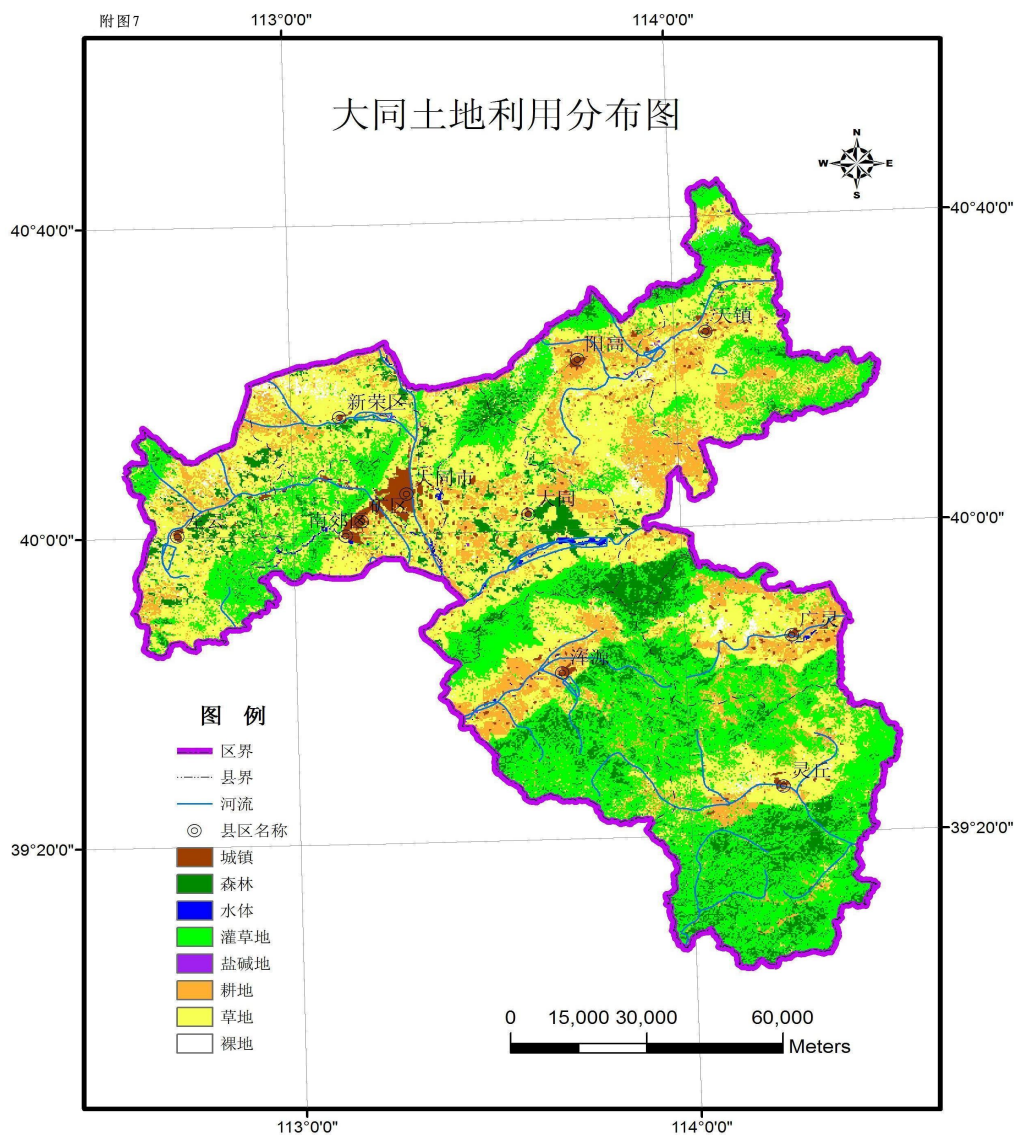 附图7
113°0'0"
114°0'0"
大同土地利用分布图
N
W
E
S
40°40'0"
40°40'0"
天镇
阳高
新荣区
大同市
矿区
大同
南郊区
左云
40°0'0"
40°0'0"
广灵
浑源
灵丘
图 例
区界
县界
河流
县区名称
城镇
森林
水体
灌草地
盐碱地
耕地
草地
裸地
39°20'0"
39°20'0"
0
15,000
30,000
60,000
Meters
113°0'0"
114°0'0"